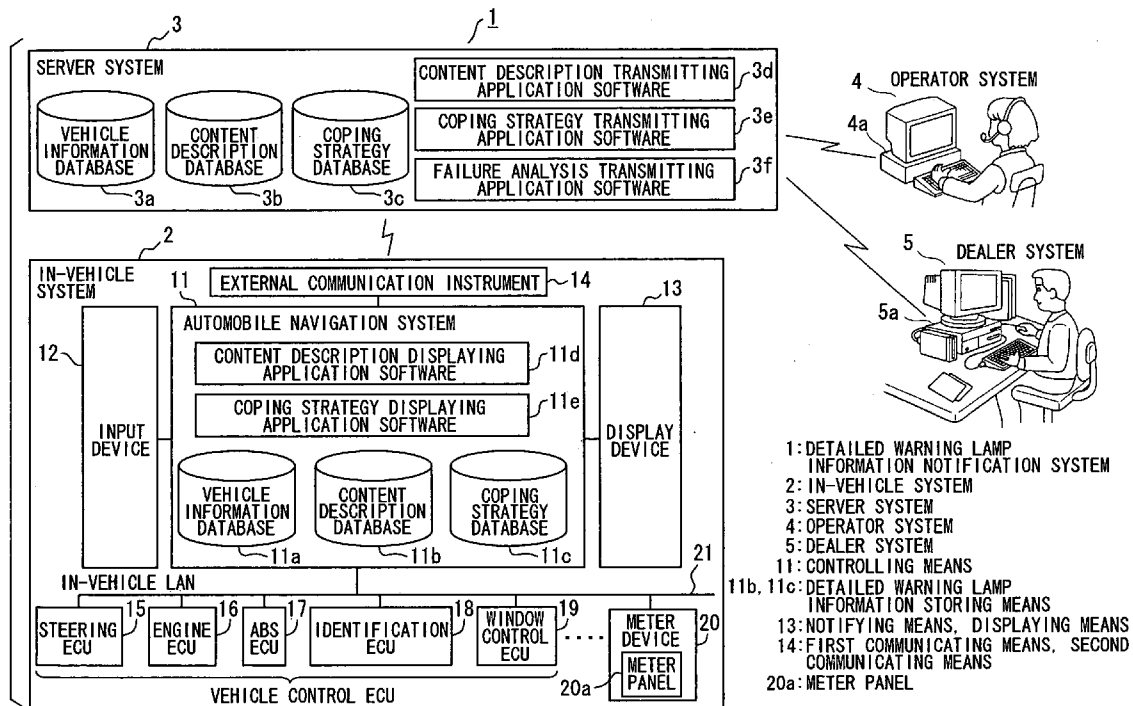 1
3
SERVER SYSTEM
VEHICLE
INFORMATION
DATABASE
3a
CONTENT
DESCRIPTION
DATABASE
3b
COPING
STRATEGY
DATABASE
3c
CONTENT DESCRIPTION TRANSMITTING
APPLICATION SOFTWARE
3d
COPING STRATEGY TRANSMITTING
APPLICATION SOFTWARE
3e
FAILURE ANALYSIS TRANSMITTING
APPLICATION SOFTWARE
3f
4
OPERATOR SYSTEM
4a
5
DEALER SYSTEM
5a
2
IN-VEHICLE
SYSTEM
11
EXTERNAL COMMUNICATION INSTRUMENT
14
13
12
AUTOMOBILE NAVIGATION SYSTEM
CONTENT DESCRIPTION DISPLAYING
APPLICATION SOFTWARE
11d
COPING STRATEGY DISPLAYING
APPLICATION SOFTWARE
11e
INPUT
DEVICE
DISPLAY
DEVICE
VEHICLE
INFORMATION
DATABASE
11a
CONTENT
DESCRIPTION
DATABASE
11b
COPING
STRATEGY
DATABASE
11c
IN-VEHICLE LAN
21
STEERING
ECU
15
ENGINE
ECU
16
ABS
ECU
17
IDENTIFICATION
ECU
18
WINDOW
CONTROL
ECU
19
METER
DEVICE
20
METER
PANEL
20a
VEHICLE CONTROL ECU
1:DETAILED WARNING LAMP
INFORMATION NOTIFICATION SYSTEM
2:IN-VEHICLE SYSTEM
3:SERVER SYSTEM
4:OPERATOR SYSTEM
5:DEALER SYSTEM
11:CONTROLLING MEANS
11b, 11c:DETAILED WARNING LAMP
INFORMATION STORING MEANS
13:NOTIFYING MEANS, DISPLAYING MEANS
14:FIRST COMMUNICATING MEANS, SECOND
COMMUNICATING MEANS
20a:METER PANEL